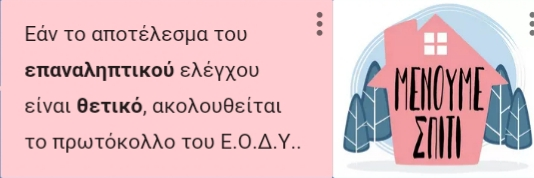 Εάν το αποτέλεσμα του
επαναληπτικού ελέγχου
είναι θετικό, ακολουθείται
το πρωτόκολλο του Ε.Ο.Δ.Υ..
ΜΕΝΟΥΜΕ
ΣΠΙΤΙ